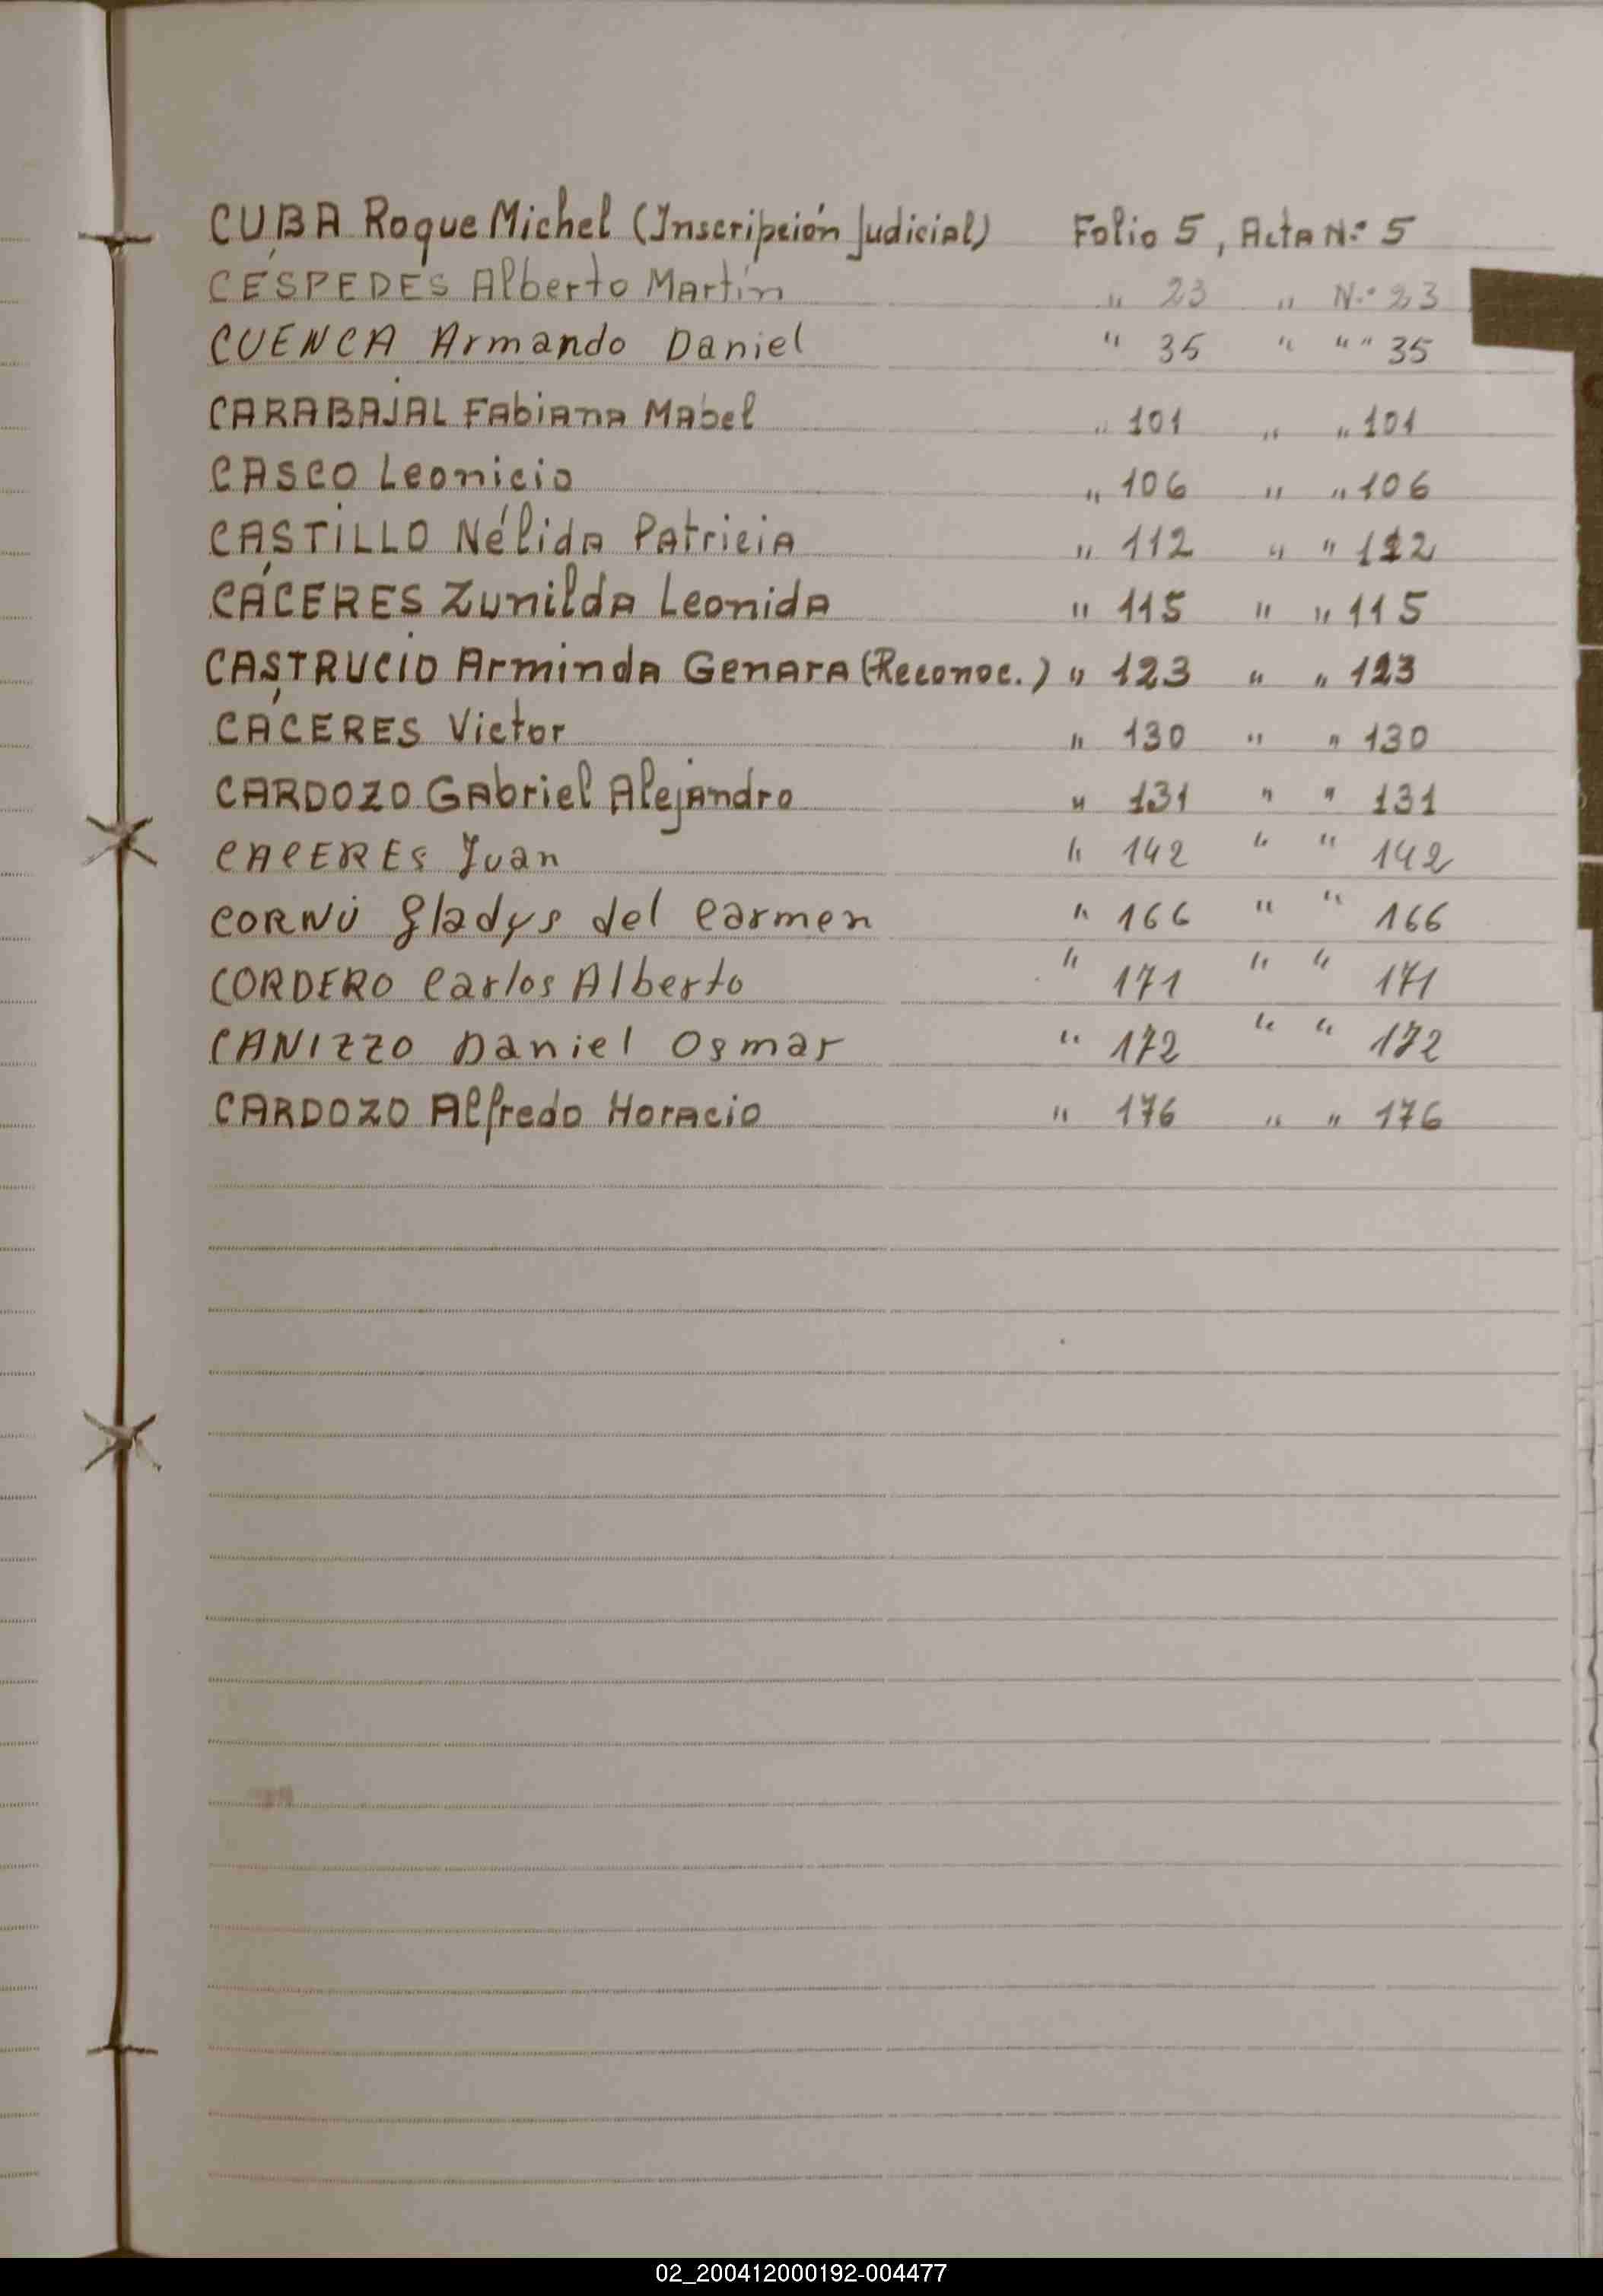 CUBA Roque Michel (Inscripción Judicial) Folio 5, Acta N.º 5
CÉSPEDES Alberto Martín " 23 " N.º 23
CUENCA Armando Daniel " 35 " " " 35
CARABAJAL Fabiana Mabel " 101 " " 101
CASCO Leonicio " 106 " " 106
CASTILLO Nélida Patricia " 112 " " 112
CÁCERES Zunilda Leonida " 115 " " 115
CASTRUCIO Arminda Genara (Reconoc.) " 123 " " 123
CÁCERES Victor " 130 " " 130
CARDOZO Gabriel Alejandro " 131 " " 131
CACERES Juan " 142 " " 142
CORNÚ Gladys del Carmen " 166 " " 166
CORDERO Carlos Alberto " 171 " " 171
CANIZZO Daniel Osmar " 172 " " 172
CARDOZO Alfredo Horacio " 176 " " 176
02_200412000192-004477